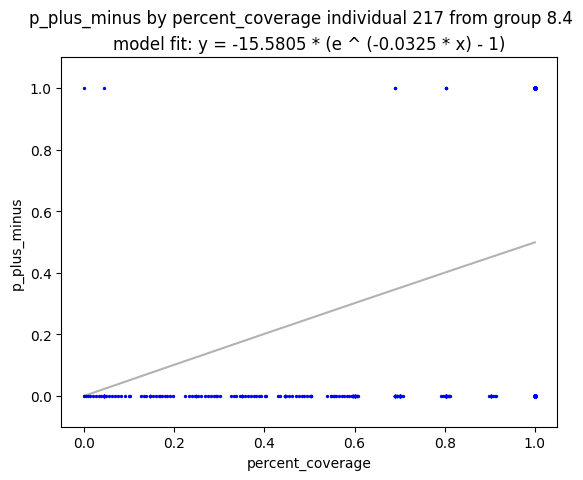 p_plus_minus by percent_coverage individual 217 from group 8.4
model fit: y = -15.5805 * (e ^ (-0.0325 * x) - 1)
1.0
0.8
0.6
0.4
0.2
0.0
p_plus_minus
0.0 0.2 0.4 0.6 0.8 1.0
percent_coverage